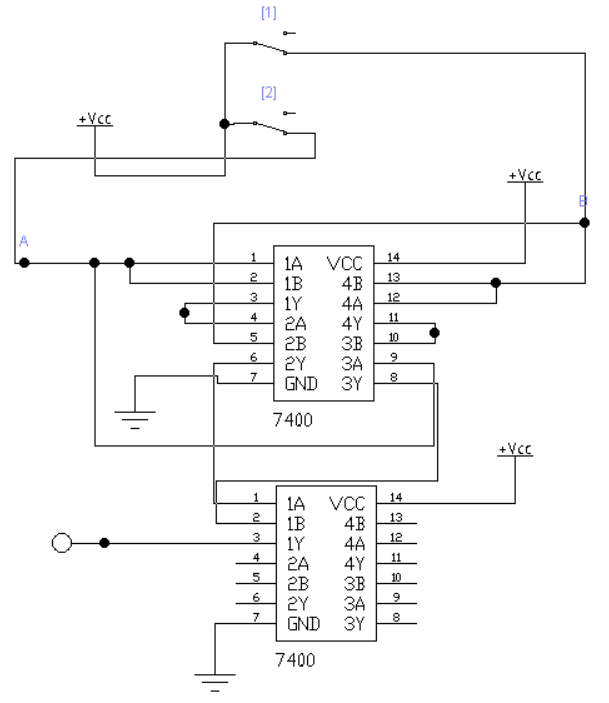 [1]
[2]
+Vcc
+Vcc
B
A
1 1A VCC 14
2 1B 4B 13
3 1Y 4A 12
4 2A 4Y 11
5 2B 3B 10
6 2Y 3A 9
7 GND 3Y 8
7400
+Vcc
1 1A VCC 14
2 1B 4B 13
3 1Y 4A 12
4 2A 4Y 11
5 2B 3B 10
6 2Y 3A 9
7 GND 3Y 8
7400